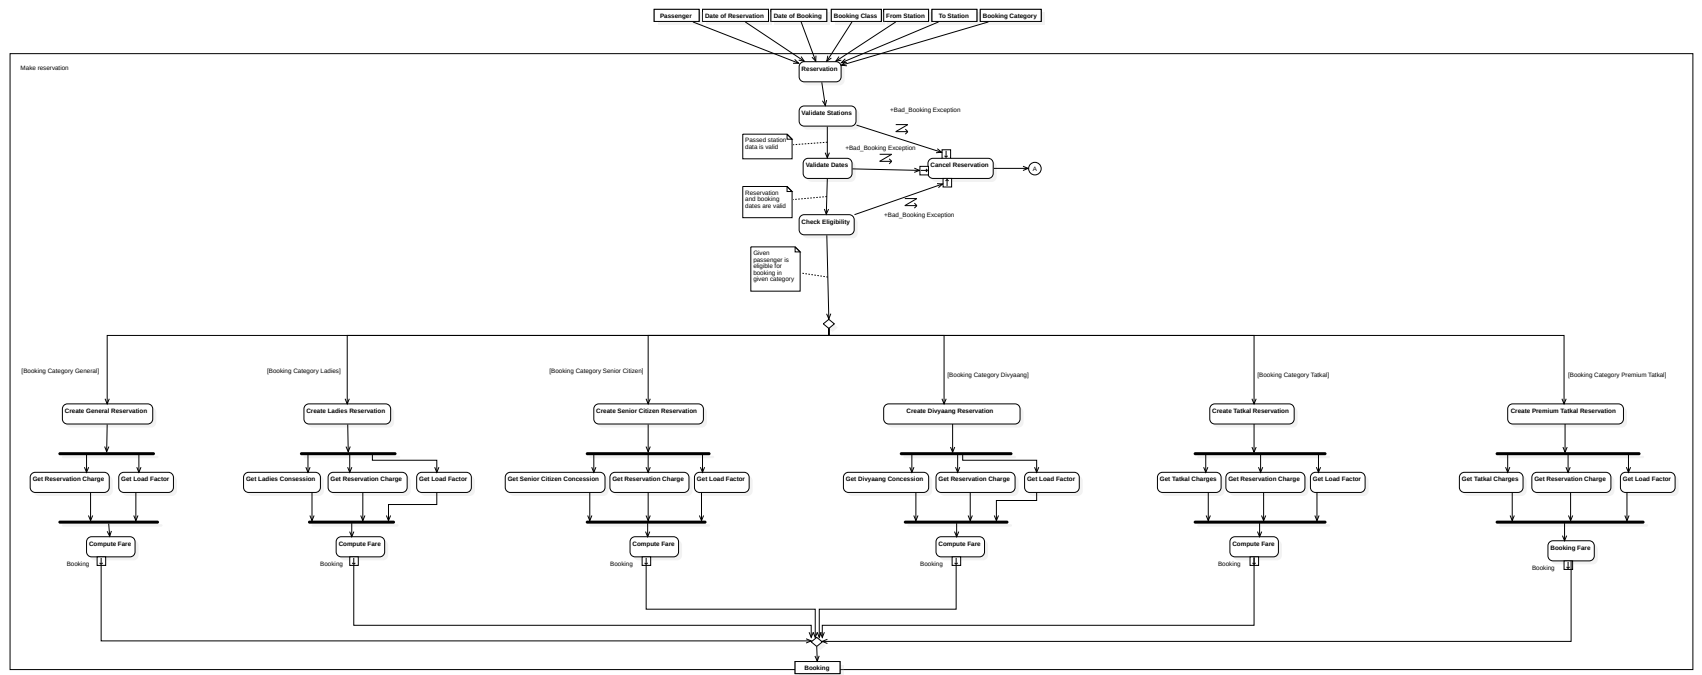 Passenger
Date of Reservation
Date of Booking
Booking Class
From Station
To Station
Booking Category
Make reservation
Reservation
Validate Stations
+Bad_Booking Exception
Passed station
data is valid
+Bad_Booking Exception
Validate Dates
Cancel Reservation
A
Reservation
and booking
dates are valid
+Bad_Booking Exception
Check Eligibility
Given
passenger is
eligible for
booking in
given category
[Booking Category General]
[Booking Category Ladies]
[Booking Category Senior Citizen]
[Booking Category Divyaang]
[Booking Category Tatkal]
[Booking Category Premium Tatkal]
Create General Reservation
Create Ladies Reservation
Create Senior Citizen Reservation
Create Divyaang Reservation
Create Tatkal Reservation
Create Premium Tatkal Reservation
Get Reservation Charge
Get Load Factor
Get Ladies Consession
Get Reservation Charge
Get Load Factor
Get Senior Citizen Concession
Get Reservation Charge
Get Load Factor
Get Divyaang Concession
Get Reservation Charge
Get Load Factor
Get Tatkal Charges
Get Reservation Charge
Get Load Factor
Get Tatkal Charges
Get Reservation Charge
Get Load Factor
Compute Fare
Compute Fare
Compute Fare
Compute Fare
Compute Fare
Booking Fare
Booking
Booking
Booking
Booking
Booking
Booking
Booking